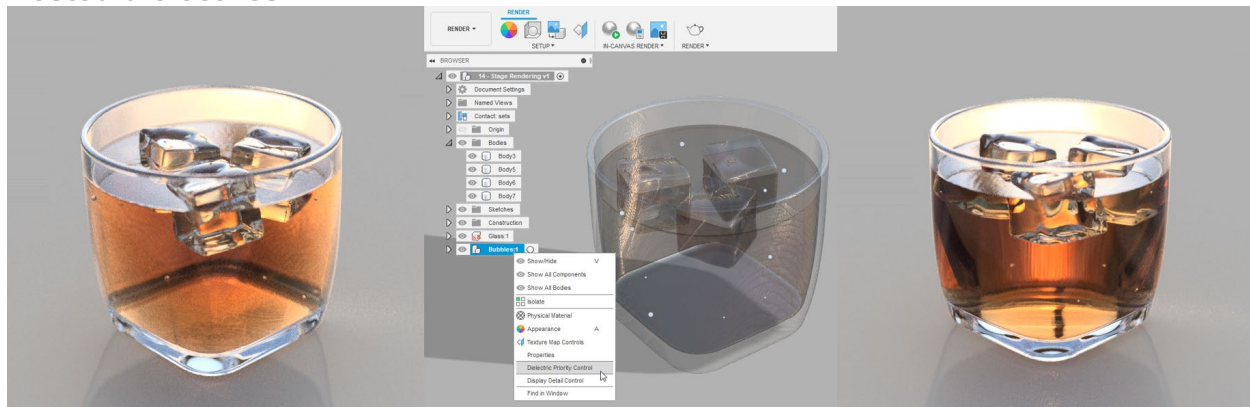 RENDER
RENDER
SETUP
IN-CANVAS RENDER
RENDER
BROWSER
14 - Stage Rendering v1
Document Settings
Named Views
Contact: sets
Origin
Bodies
Body3
Body5
Body6
Body7
Sketches
Construction
Glass:1
Bubbles:1
Show/Hide V
Show All Components
Show All Bodies
Isolate
Physical Material
Appearance A
Texture Map Controls
Properties
Dielectric Priority Control
Display Detail Control
Find in Window